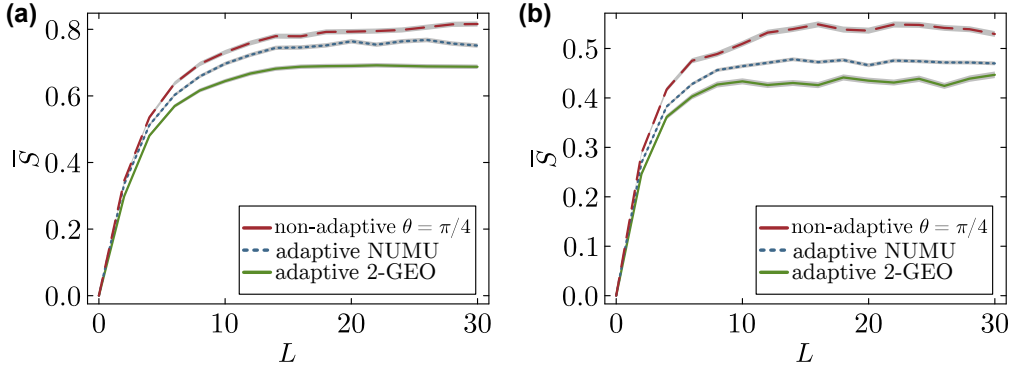 (a)
0.8
0.6
0.4
0.2
0.0
S̅
0 10 20 30
L
non-adaptive θ = π/4
adaptive NUMU
adaptive 2-GEO
(b)
0.5
0.4
0.3
0.2
0.1
0.0
S̅
0 10 20 30
L
non-adaptive θ = π/4
adaptive NUMU
adaptive 2-GEO